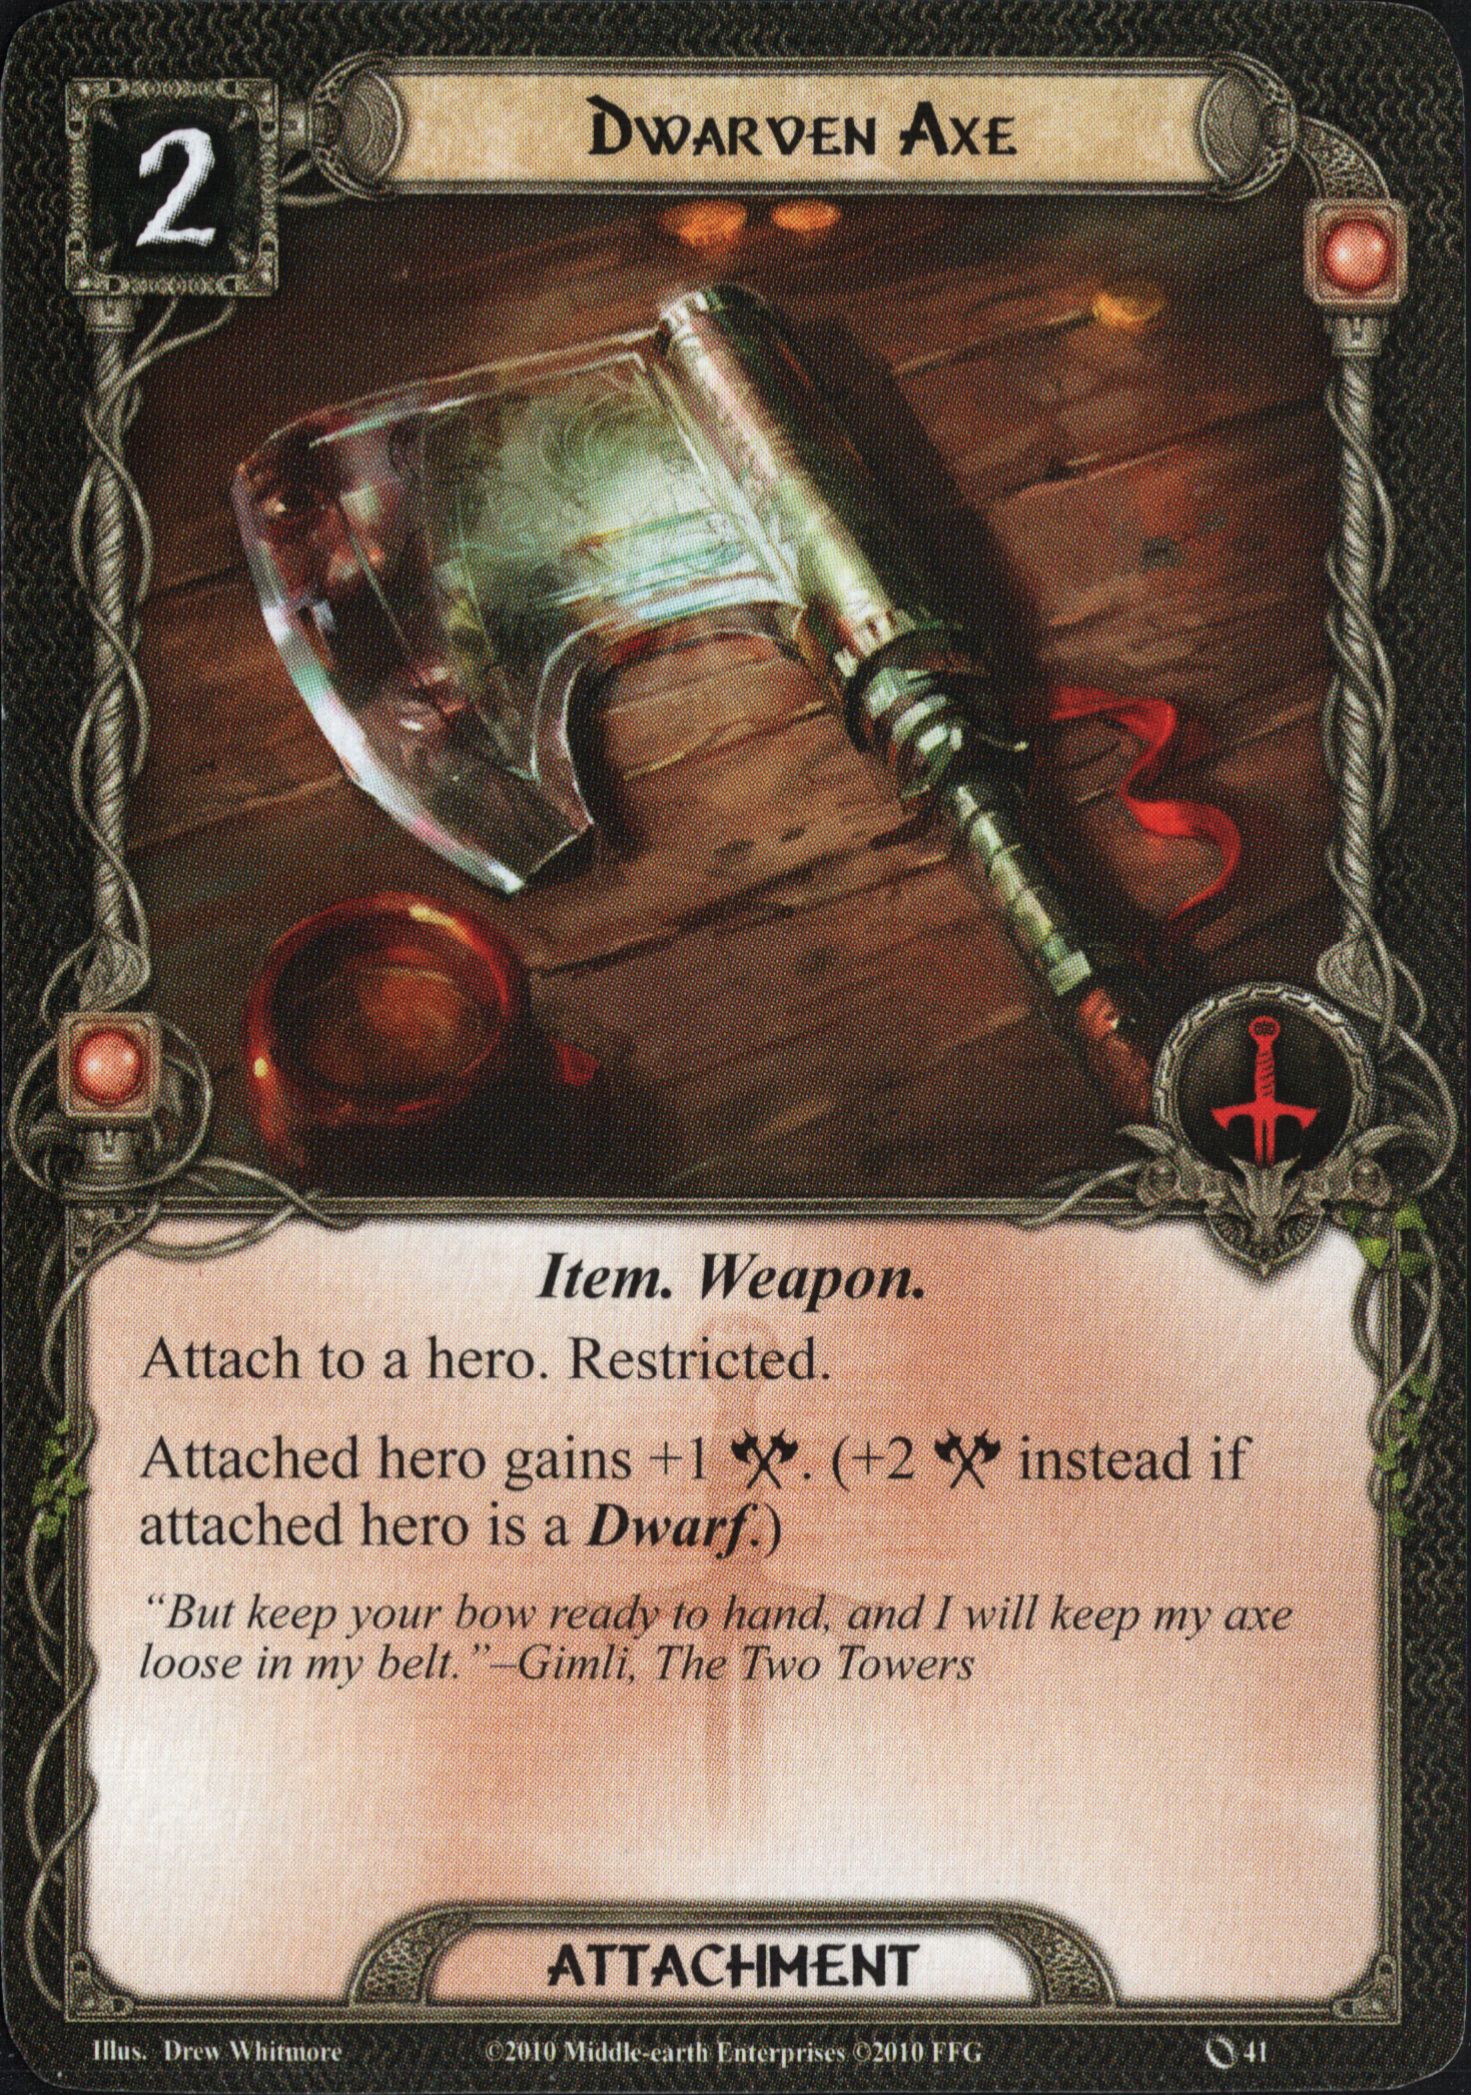 2
Dwarven Axe
Item. Weapon.
Attach to a hero. Restricted.
Attached hero gains +1 . (+2 instead if
attached hero is a Dwarf.)
“But keep your bow ready to hand, and I will keep my axe
loose in my belt.”–Gimli, The Two Towers
ATTACHMENT
Illus. Drew Whitmore
©2010 Middle-earth Enterprises ©2010 FFG
41